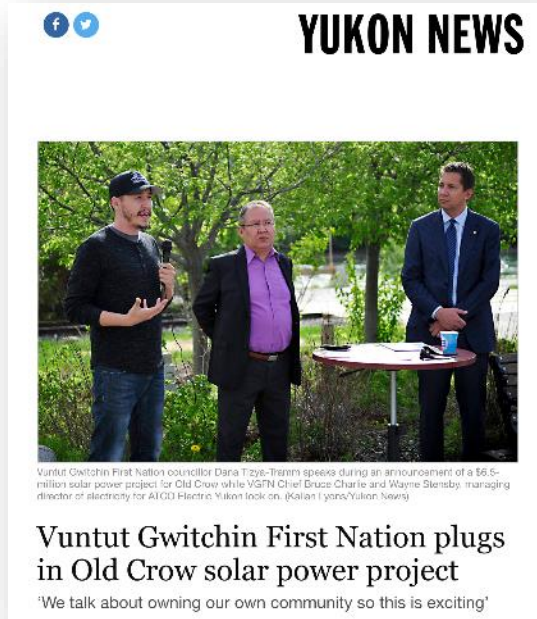 YUKON NEWS
Vuntut Gwitchin First Nation councillor Dana Tizya-Tramm speaks during an announcement of a $6.5-
million solar power project for Old Crow while VGFN Chief Bruce Charlie and Wayne Stensby, managing
director of electricity for ATCO Electric Yukon look on. (Kalian Lyons/Yukon News)
Vuntut Gwitchin First Nation plugs
in Old Crow solar power project
'We talk about owning our own community so this is exciting'